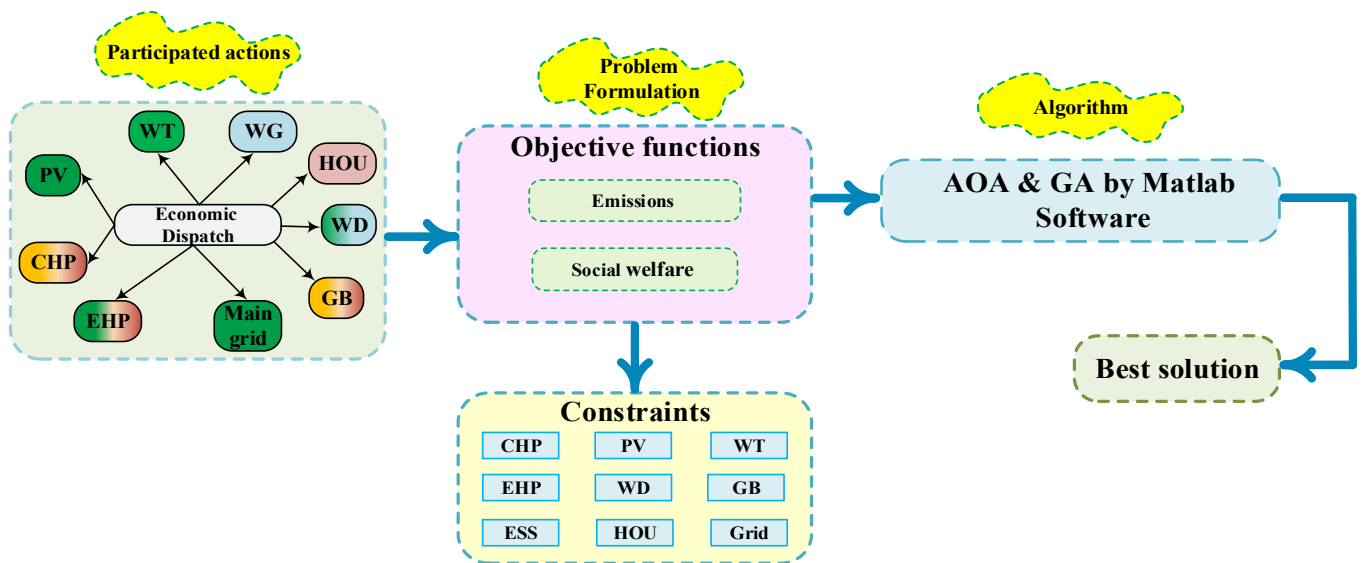 Participated actions
WT
WG
HOU
PV
Economic
Dispatch
WD
CHP
GB
EHP
Main
grid
Problem
Formulation
Objective functions
Emissions
Social welfare
Constraints
CHP PV WT
EHP WD GB
ESS HOU Grid
Algorithm
AOA & GA by Matlab
Software
Best solution